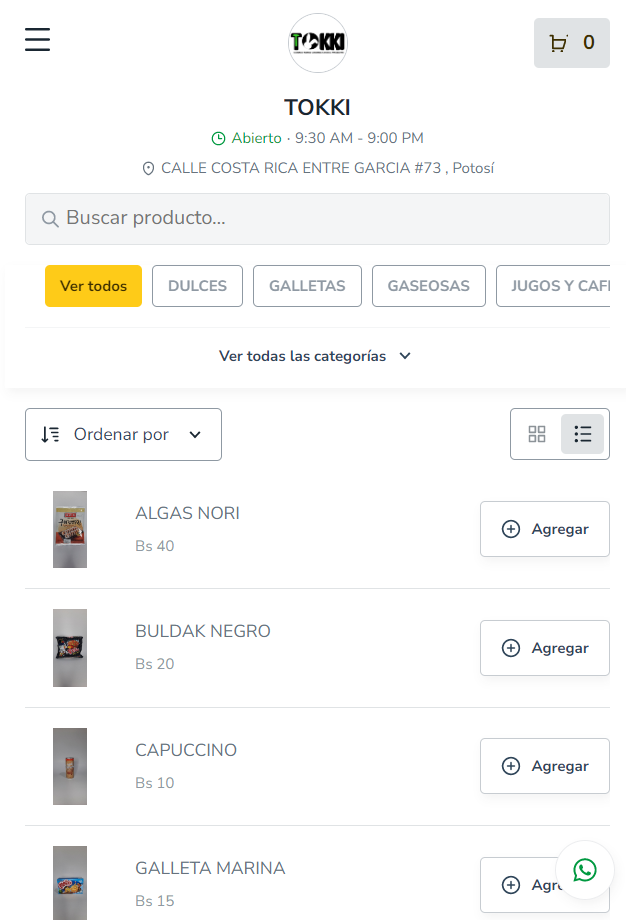 TOKKI
0
TOKKI
Abierto · 9:30 AM - 9:00 PM
CALLE COSTA RICA ENTRE GARCIA #73 , Potosí
Buscar producto...
Ver todos
DULCES
GALLETAS
GASEOSAS
JUGOS Y CAF
Ver todas las categorías
Ordenar por
ALGAS NORI
Bs 40
Agregar
BULDAK NEGRO
Bs 20
Agregar
CAPUCCINO
Bs 10
Agregar
GALLETA MARINA
Bs 15
Agr